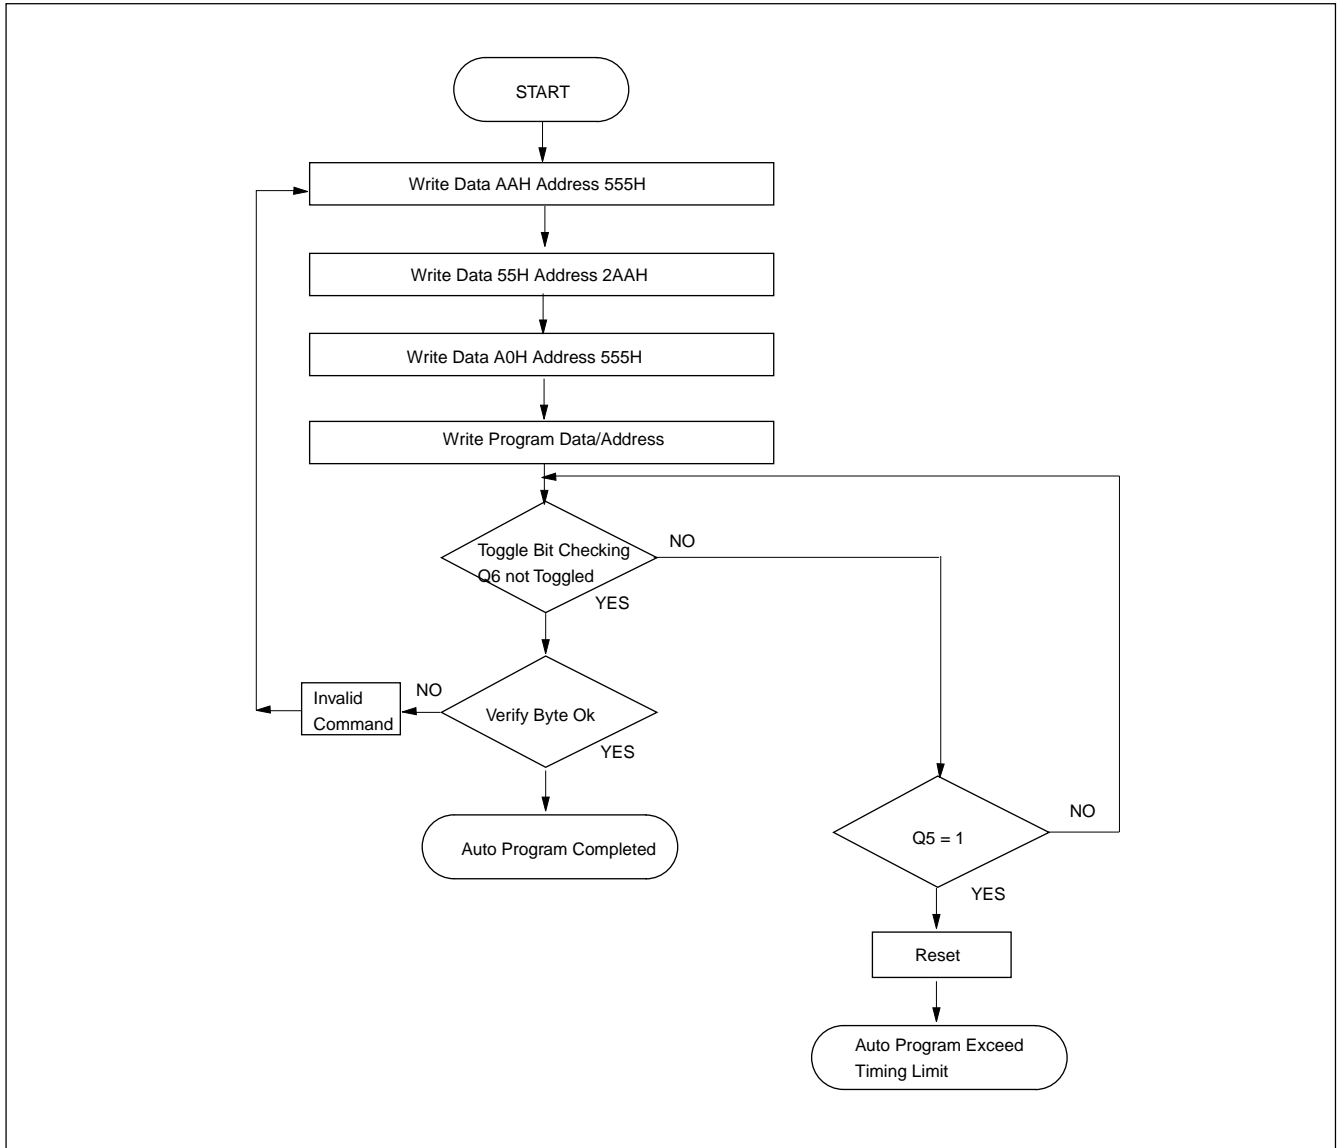 START
Write Data AAH Address 555H
Write Data 55H Address 2AAH
Write Data A0H Address 555H
Write Program Data/Address
Toggle Bit Checking
Q6 not Toggled
NO
YES
Invalid
Command
NO
Verify Byte Ok
YES
Auto Program Completed
Q5 = 1
NO
YES
Reset
Auto Program Exceed
Timing Limit